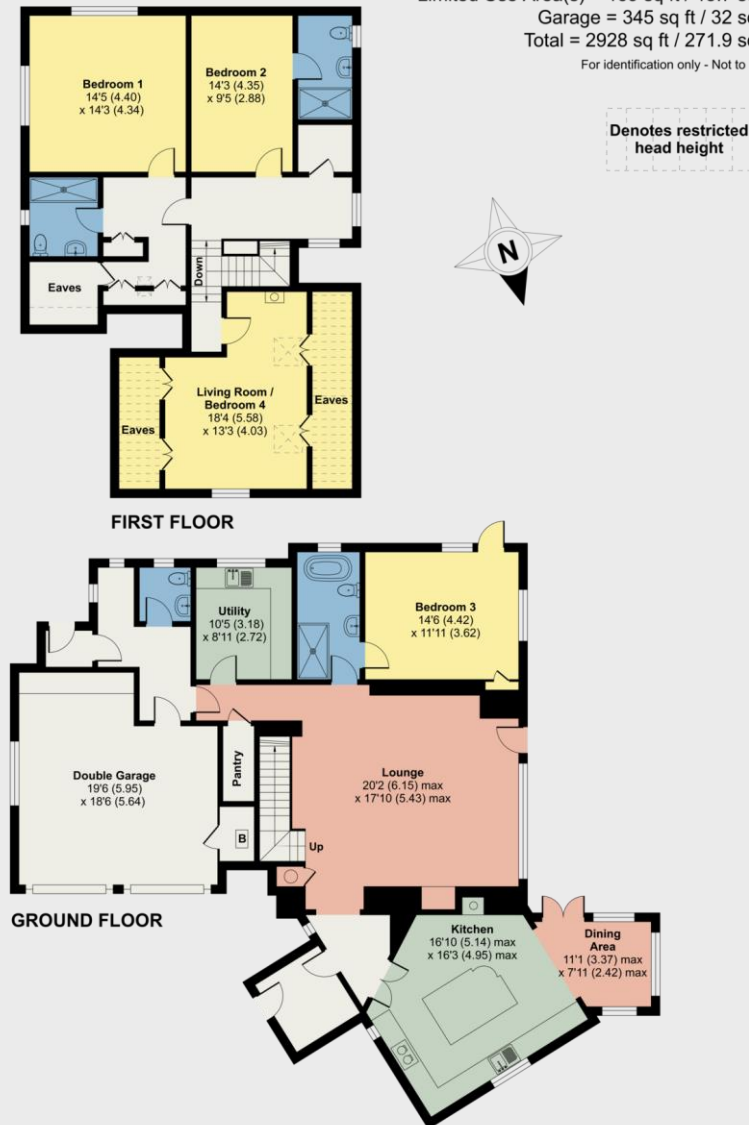 Garage = 345 sq ft / 32
Total = 2928 sq ft / 271.9
For identification only - Not to
Denotes restricted
head height
N
Bedroom 1
14'5 (4.40)
x 14'3 (4.34)
Bedroom 2
14'3 (4.35)
x 9'5 (2.88)
Eaves
Down
Living Room /
Bedroom 4
18'4 (5.58)
x 13'3 (4.03)
Eaves
Eaves
FIRST FLOOR
Utility
10'5 (3.18)
x 8'11 (2.72)
Bedroom 3
14'6 (4.42)
x 11'11 (3.62)
Double Garage
19'6 (5.95)
x 18'6 (5.64)
Pantry
B
Lounge
20'2 (6.15) max
x 17'10 (5.43) max
Up
GROUND FLOOR
Kitchen
16'10 (5.14) max
x 16'3 (4.95) max
Dining
Area
11'1 (3.37) max
x 7'11 (2.42) max